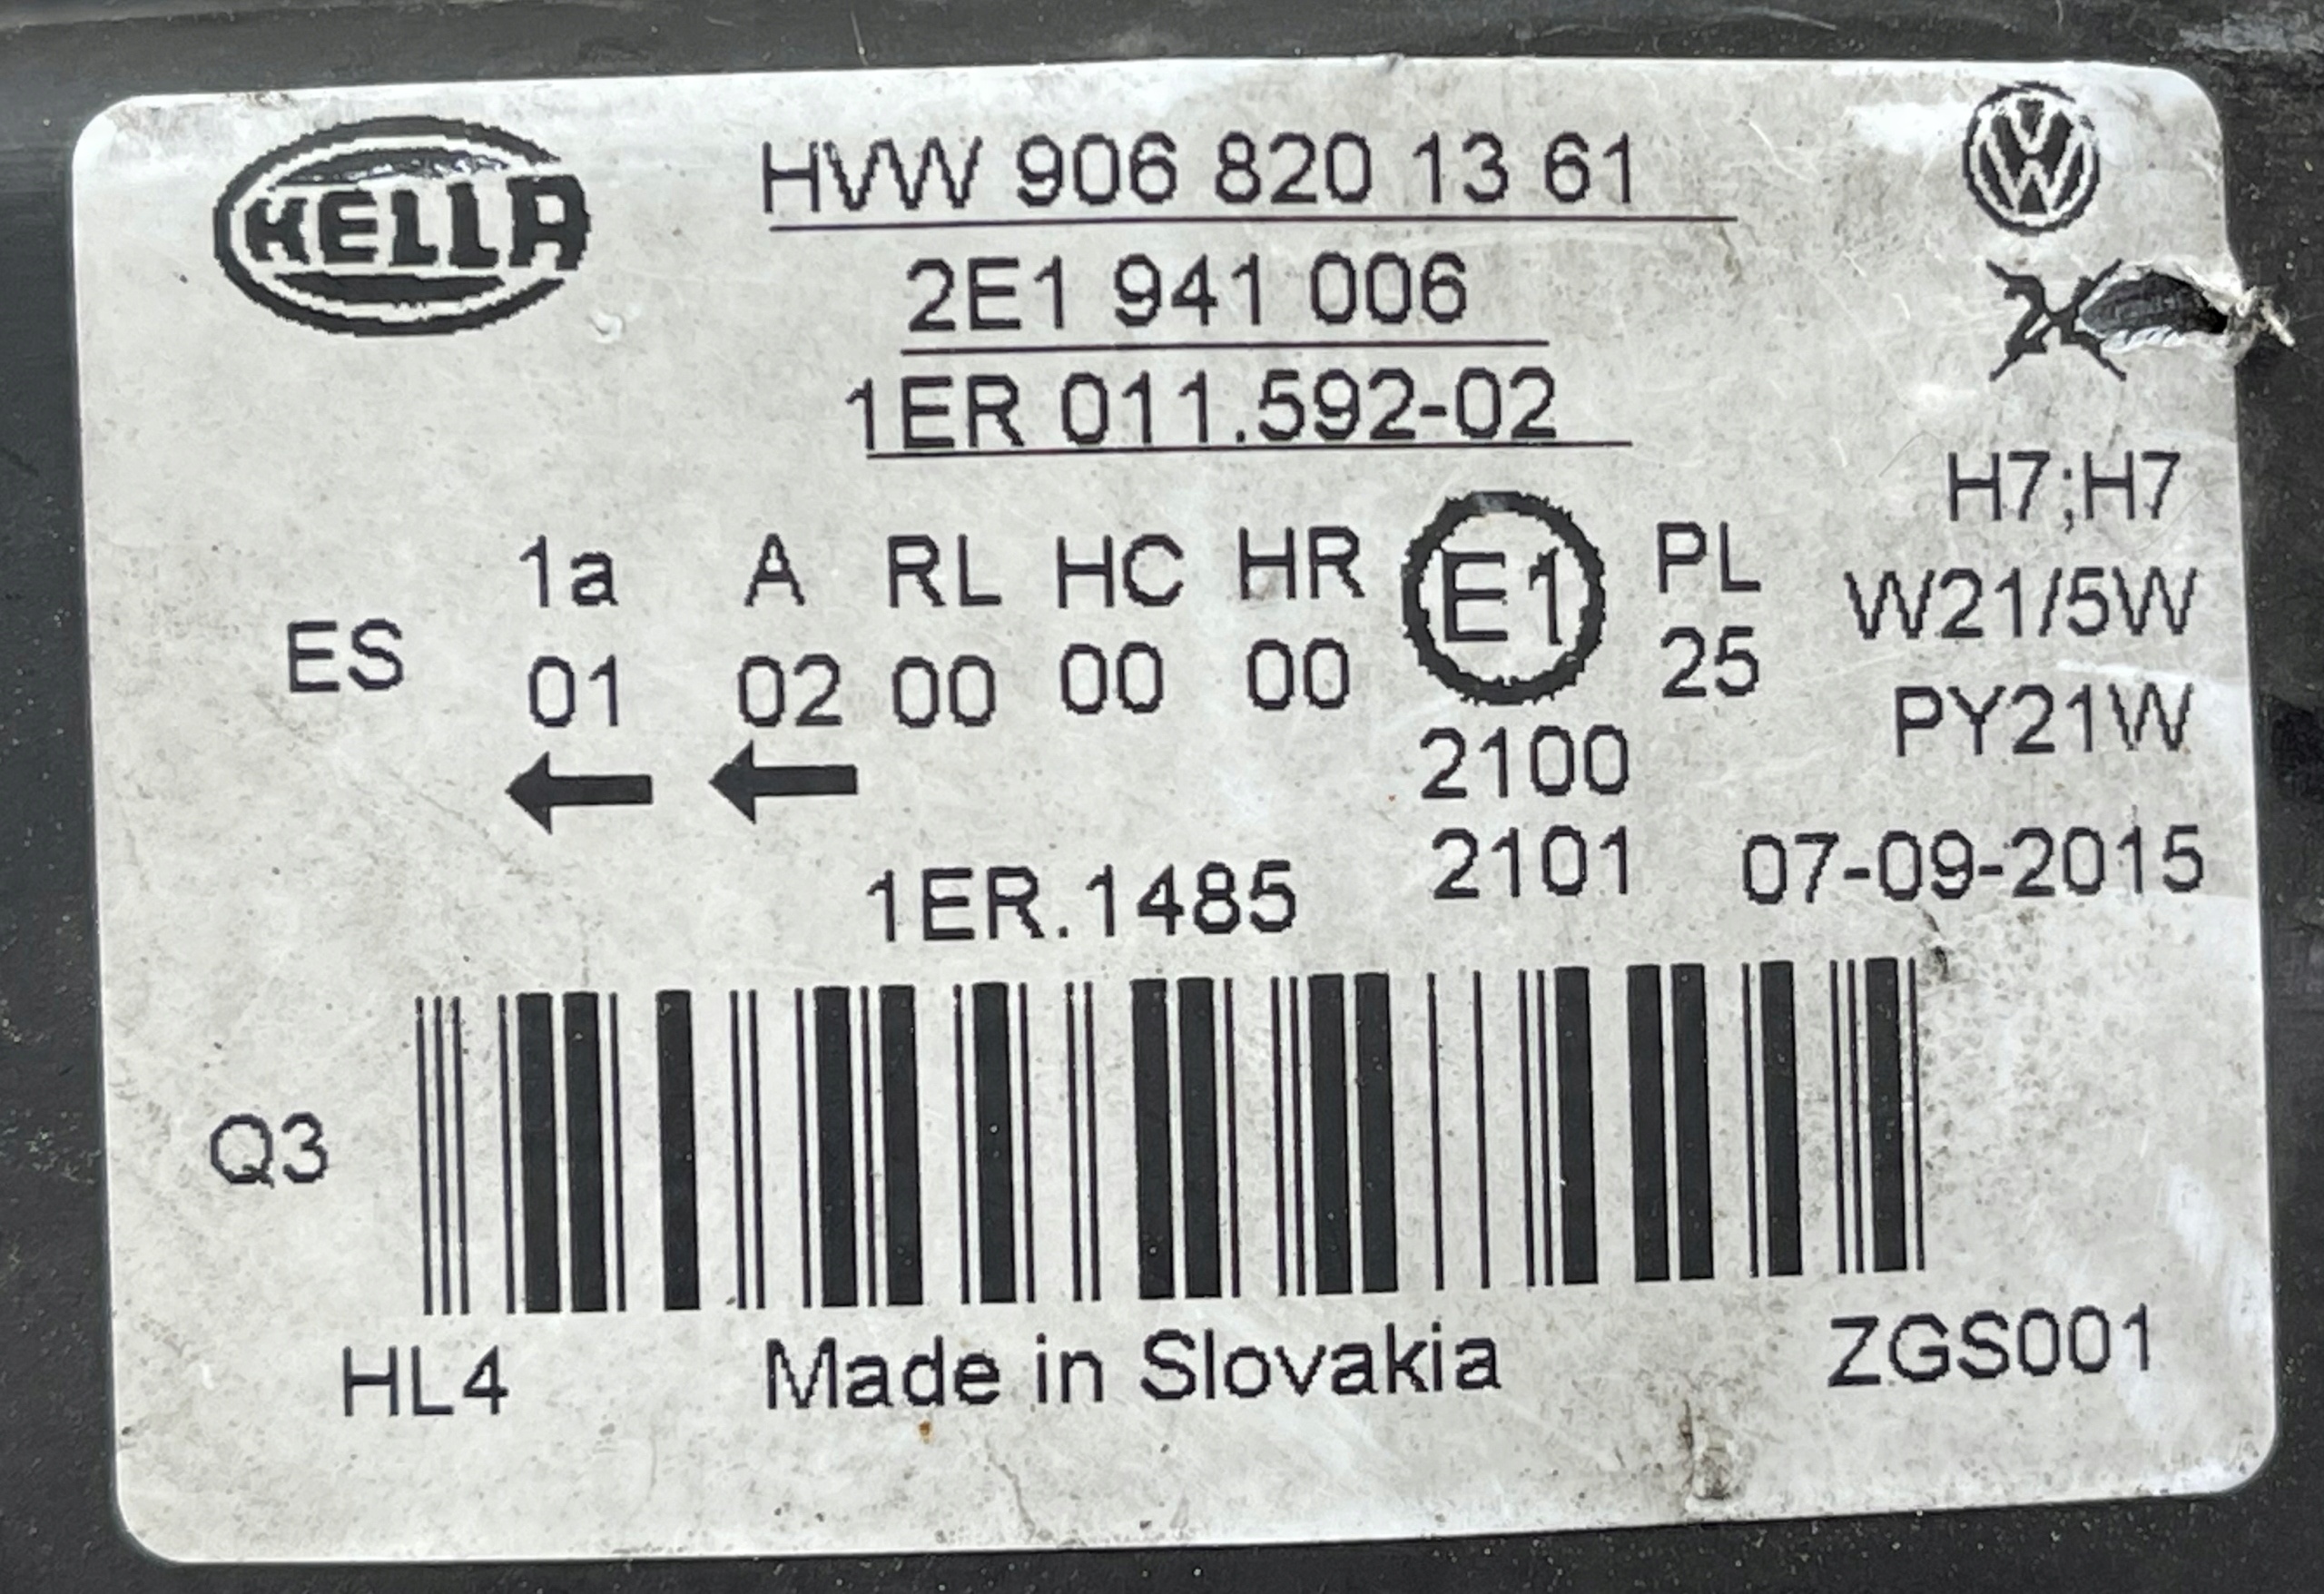 HELLA
HVW 906 820 13 61
2E1 941 006
1ER 011.592-02
H7;H7
ES 1a A RL HC HR E1 PL W21/5W
01 02 00 00 00 25 PY21W
2100
2101 07-09-2015
1ER.1485
Q3
HL4 Made in Slovakia ZGS001